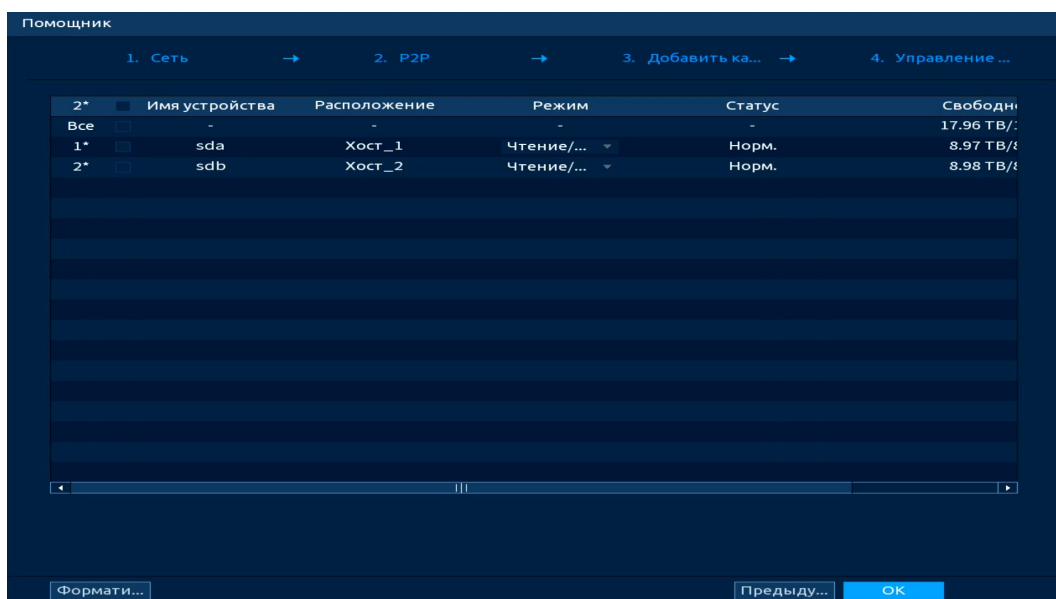 Помощник
1. Сеть → 2. P2P → 3. Добавить ка... → 4. Управление ...
2* Имя устройства Расположение Режим Статус Свободн
Все - - - - 17.96 TB/
1* sda Хост_1 Чтение/... Норм. 8.97 TB/
2* sdb Хост_2 Чтение/... Норм. 8.98 TB/
Формати... Предыду... OK